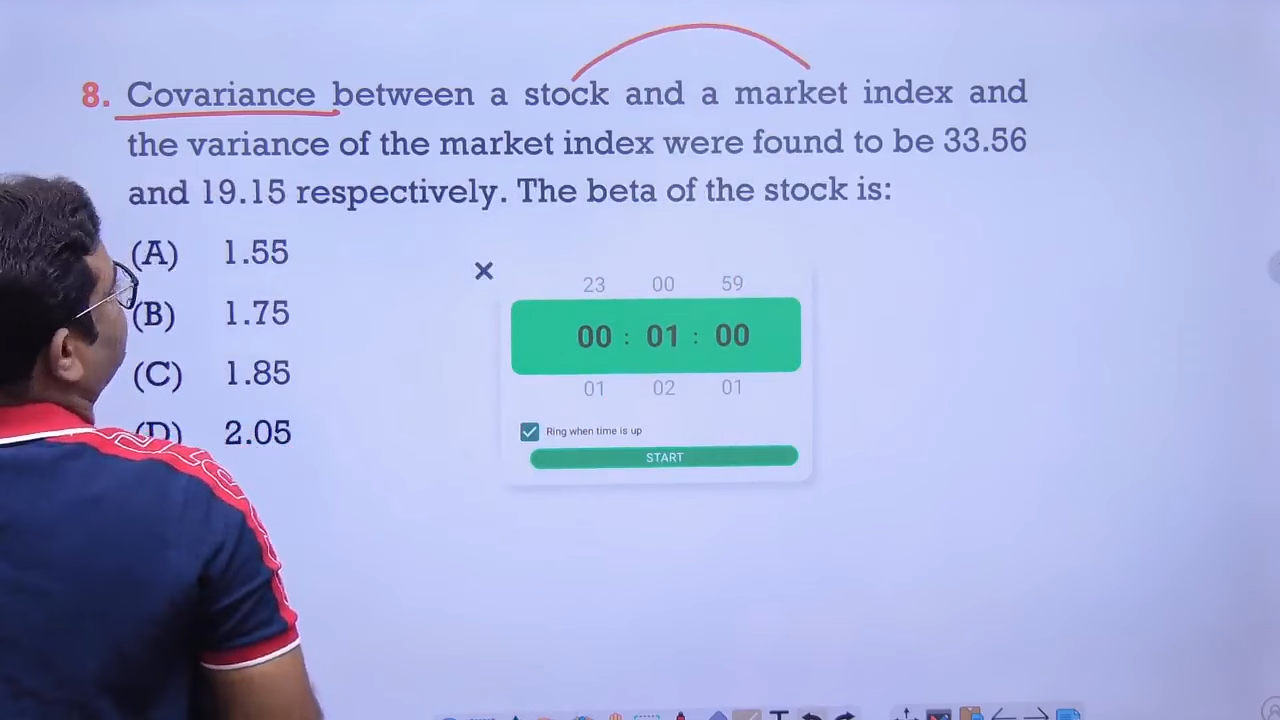 8. Covariance between a stock and a market index and
the variance of the market index were found to be 33.56
and 19.15 respectively. The beta of the stock is:
(A) 1.55
(B) 1.75
(C) 1.85
(D) 2.05
×
23 00 59
00 : 01 : 00
01 02 01
Ring when time is up
START